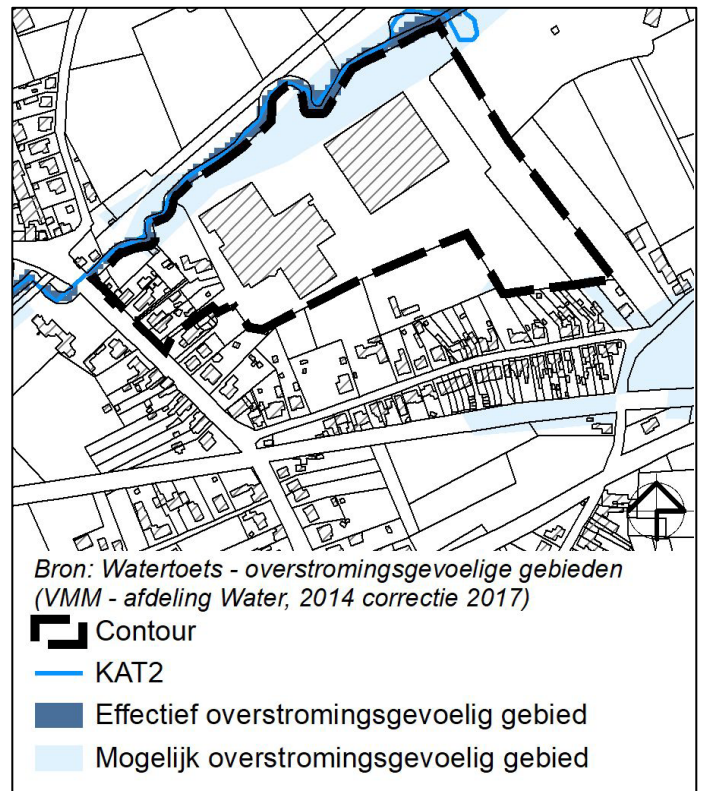 Bron: Watertoets - overstromingsgevoelige gebieden
(VMM - afdeling Water, 2014 correctie 2017)
Contour
KAT2
Effectief overstromingsgevoelig gebied
Mogelijk overstromingsgevoelig gebied